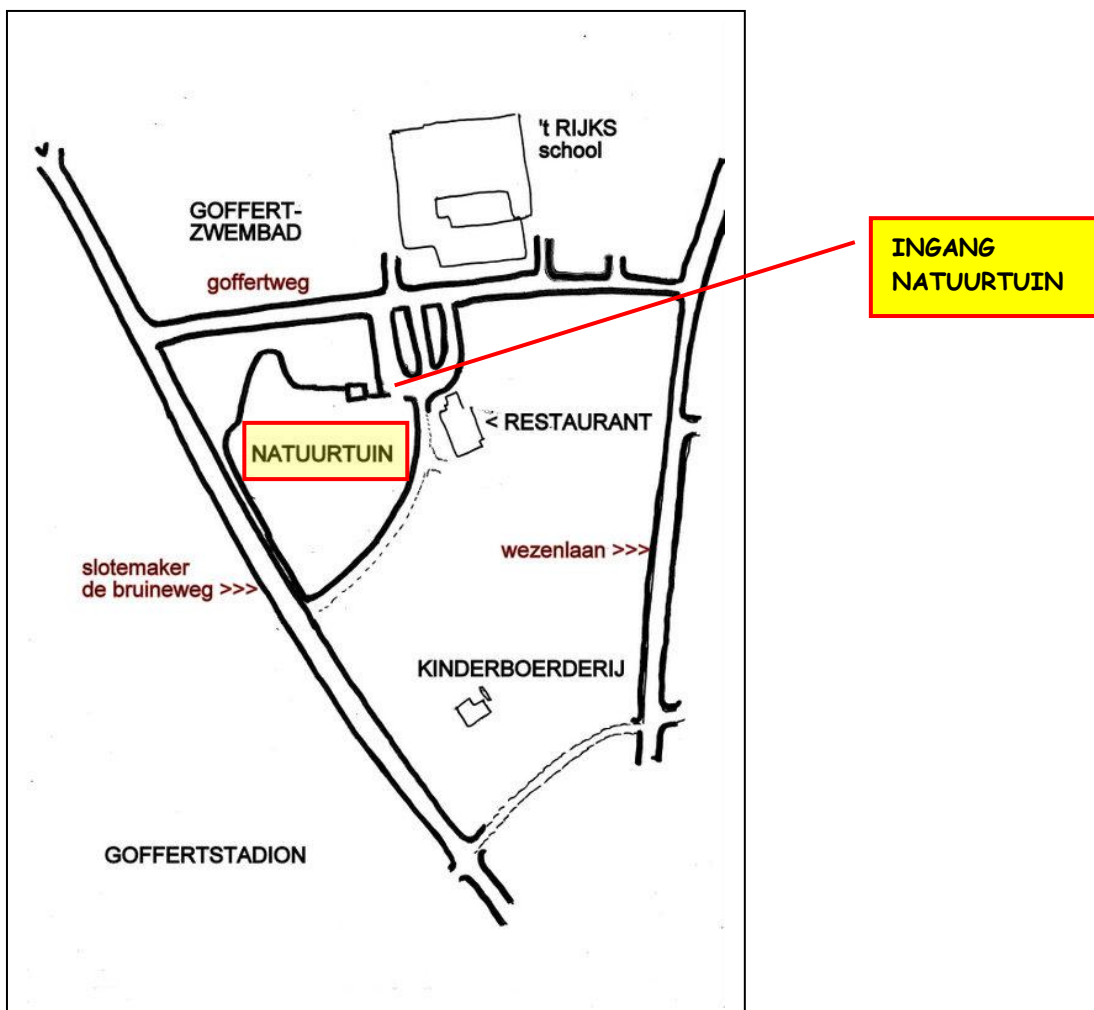 't RIJKS
school
GOFFERT-
ZWEMBAD
goffertweg
INGANG
NATUURTUIN
< RESTAURANT
NATUURTUIN
wezenlaan >>>
slotemaker
de bruineweg >>>
KINDERBOERDERIJ
GOFFERTSTADION